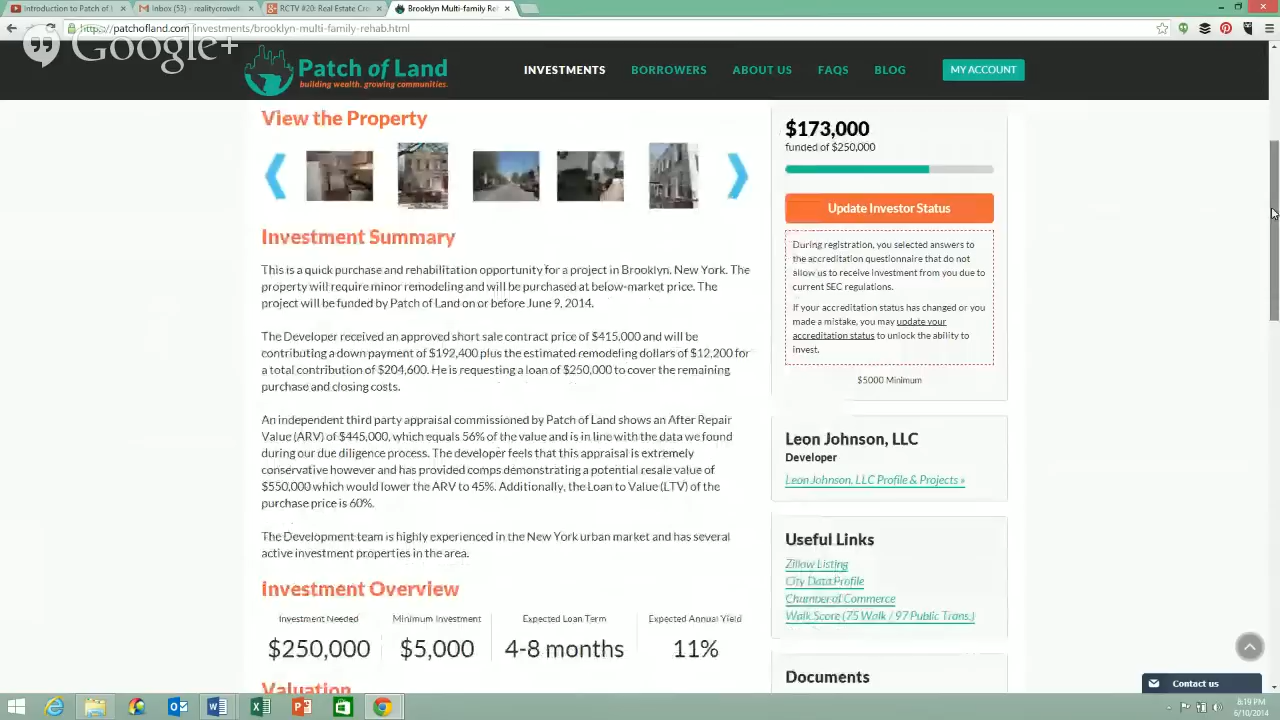 Introduction to Patch of L
Inbox (53) - realitycrowdt
RCTV #20: Real Estate Cr
Brooklyn Multi-family Re
https://patchofland.com/investments/brooklyn-multi-family-rehab.html
Google+
Patch of Land
building wealth. growing communities.
INVESTMENTS
BORROWERS
ABOUT US
FAQS
BLOG
MY ACCOUNT
View the Property
Investment Summary
This is a quick purchase and rehabilitation opportunity for a project in Brooklyn, New York. The
property will require minor remodeling and will be purchased at below-market price. The
project will be funded by Patch of Land on or before June 9, 2014.
The Developer received an approved short sale contract price of $415,000 and will be
contributing a down payment of $192,400 plus the estimated remodeling dollars of $12,200 for
a total contribution of $204,600. He is requesting a loan of $250,000 to cover the remaining
purchase and closing costs.
An independent third party appraisal commissioned by Patch of Land shows an After Repair
Value (ARV) of $445,000, which equals 56% of the value and is in line with the data we found
during our due diligence process. The developer feels that this appraisal is extremely
conservative however and has provided comps demonstrating a potential resale value of
$550,000 which would lower the ARV to 45%. Additionally, the Loan to Value (LTV) of the
purchase price is 60%.
The Development team is highly experienced in the New York urban market and has several
active investment properties in the area.
Investment Overview
Investment Needed
Minimum Investment
Expected Loan Term
Expected Annual Yield
$250,000
$5,000
4-8 months
11%
Valuation
$173,000
funded of $250,000
Update Investor Status
During registration, you selected answers to
the accreditation questionnaire that do not
allow us to receive investment from you due to
current SEC regulations.
If your accreditation status has changed or you
made a mistake, you may update your
accreditation status to unlock the ability to
invest.
$5000 Minimum
Leon Johnson, LLC
Developer
Leon Johnson, LLC Profile & Projects »
Useful Links
Zillow Listing
City Data Profile
Chamber of Commerce
Walk Score (75 Walk / 97 Public Trans.)
Documents
Contact us
8:19 PM
6/10/2014